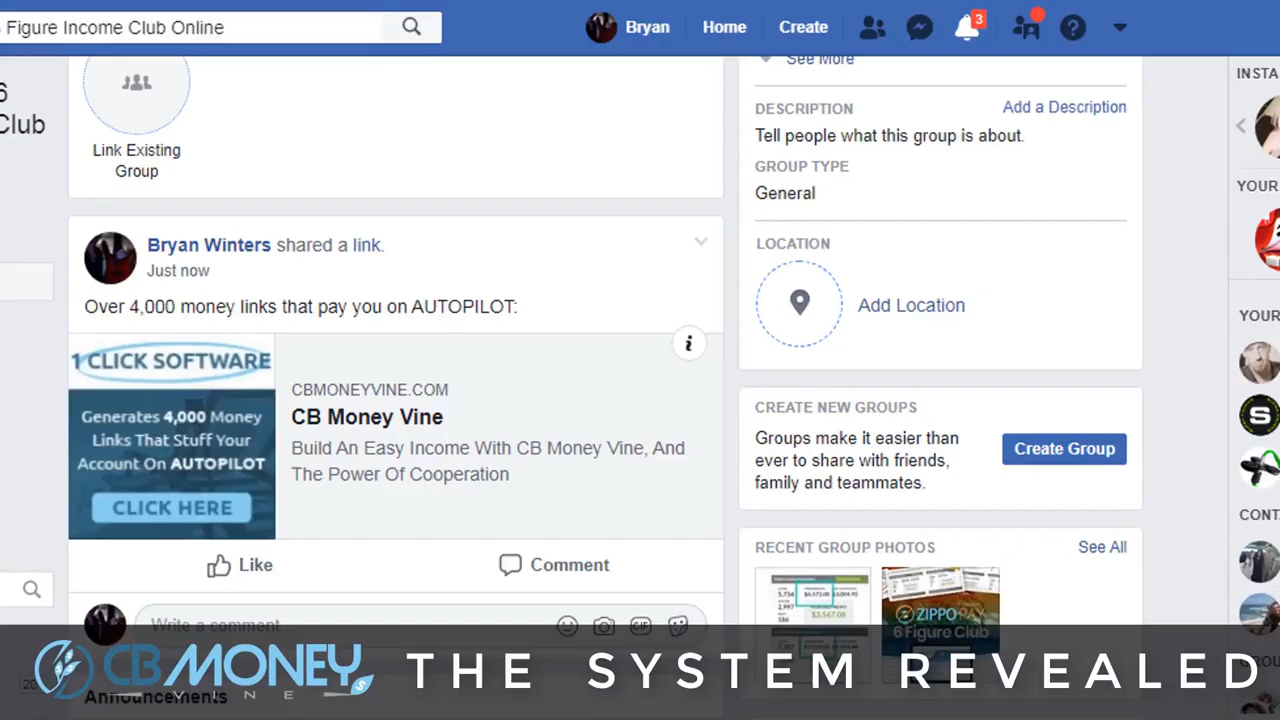 Figure Income Club Online
Bryan
Home
Create
3
6
Club
Link Existing
Group
Bryan Winters shared a link.
Just now
Over 4,000 money links that pay you on AUTOPILOT:
1 CLICK SOFTWARE
Generates 4,000 Money
Links That Stuff Your
Account On AUTOPILOT
CLICK HERE
CBMONEYVINE.COM
CB Money Vine
Build An Easy Income With CB Money Vine, And
The Power Of Cooperation
Like
Comment
Write a comment...
GIF
Announcements
See More
DESCRIPTION
Add a Description
Tell people what this group is about.
GROUP TYPE
General
LOCATION
Add Location
CREATE NEW GROUPS
Groups make it easier than
ever to share with friends,
family and teammates.
Create Group
RECENT GROUP PHOTOS
See All
ZIPPO PAY
6 Figure Club
INSTA
YOUR
YOUR
CONT
GROU
CB MONEY
VINE
THE SYSTEM REVEALED